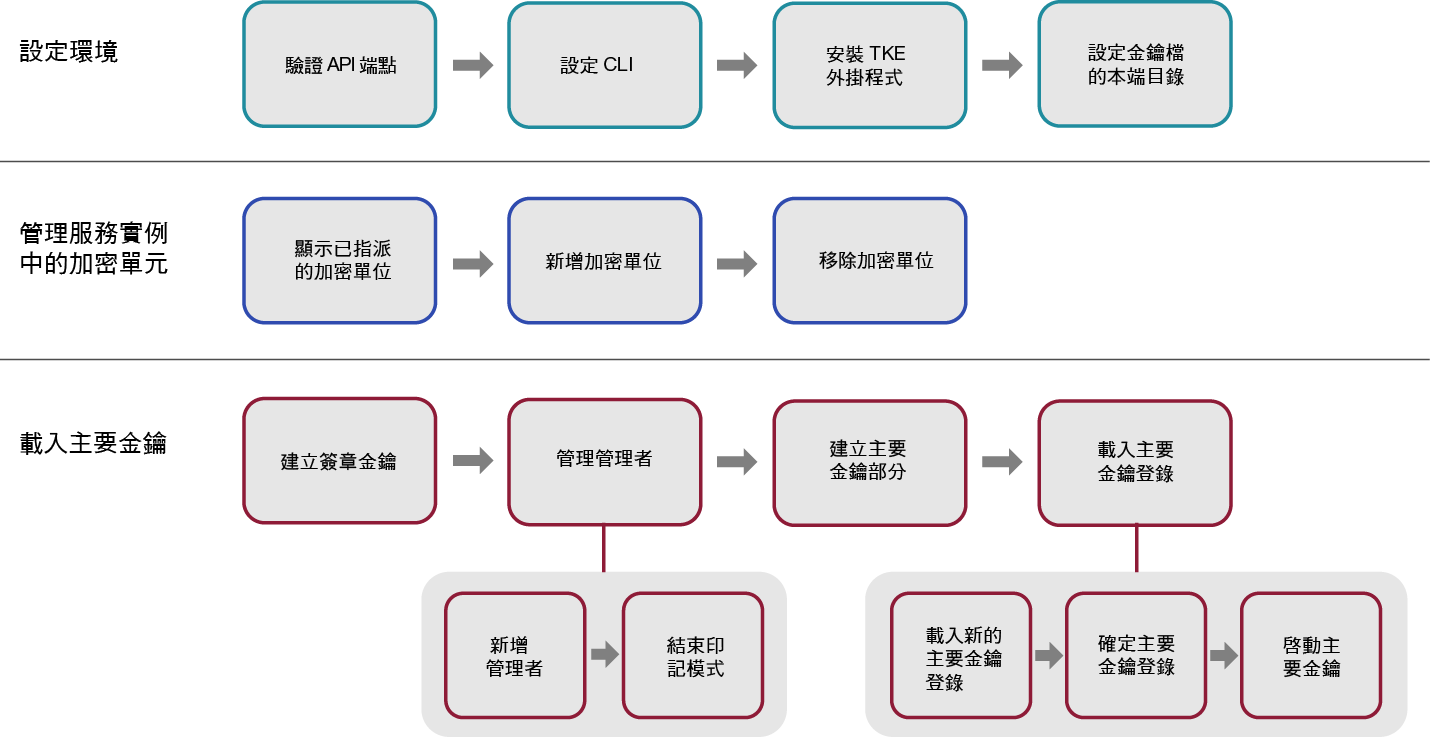 設定環境
驗證 API 端點
設定 CLI
安裝 TKE
外掛程式
設定金鑰檔
的本端目錄
管理服務實例
中的加密單元
顯示已指派
的加密單位
新增加密單位
移除加密單位
載入主要金鑰
建立簽章金鑰
管理管理者
建立主要
金鑰部分
載入主要
金鑰登錄
新增
管理者
結束印
記模式
載入新的
主要金鑰
登錄
確定主要
金鑰登錄
啓動主
要金鑰